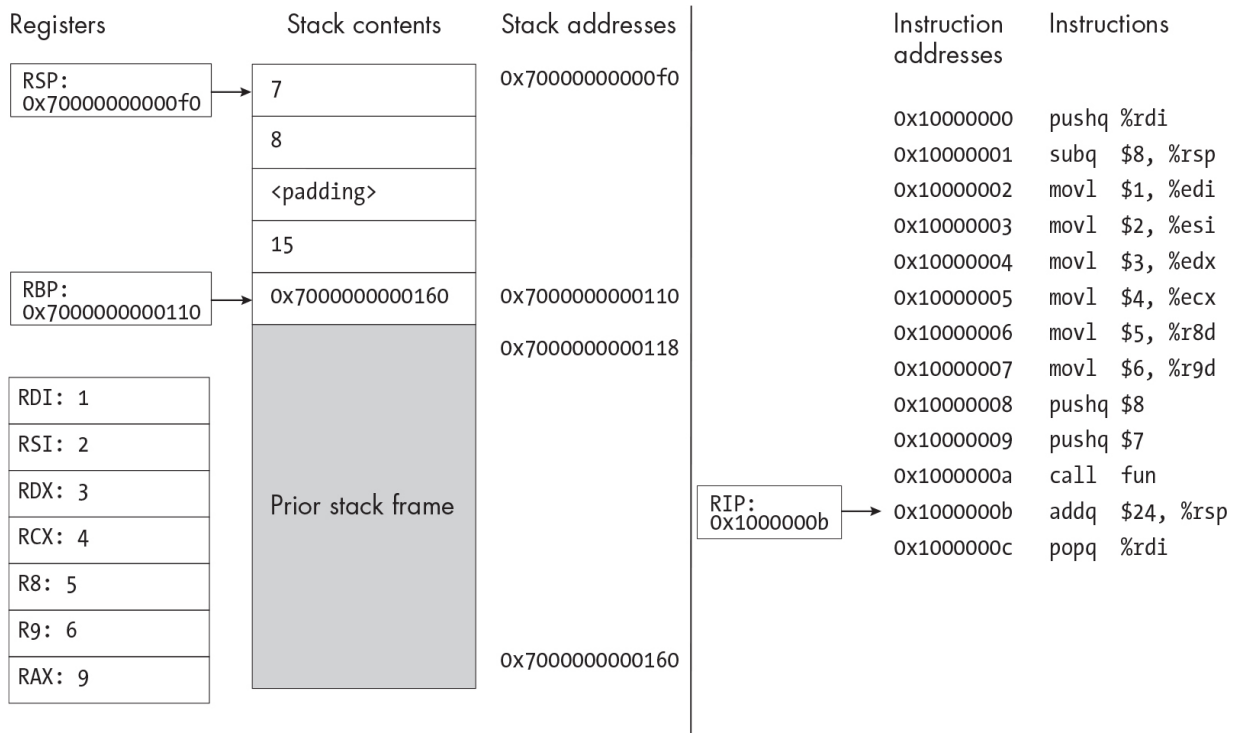 Registers
Stack contents
Stack addresses
Instruction
addresses
Instructions
RSP:
0x70000000000f0
7
0x70000000000f0
8
<padding>
15
RBP:
0x7000000000110
0x7000000000160
0x7000000000110
0x7000000000118
RDI: 1
RSI: 2
RDX: 3
RCX: 4
R8: 5
R9: 6
RAX: 9
Prior stack frame
0x7000000000160
0x10000000 pushq %rdi
0x10000001 subq $8, %rsp
0x10000002 movl $1, %edi
0x10000003 movl $2, %esi
0x10000004 movl $3, %edx
0x10000005 movl $4, %ecx
0x10000006 movl $5, %r8d
0x10000007 movl $6, %r9d
0x10000008 pushq $8
0x10000009 pushq $7
0x1000000a call fun
RIP:
0x1000000b
0x1000000b addq $24, %rsp
0x1000000c popq %rdi